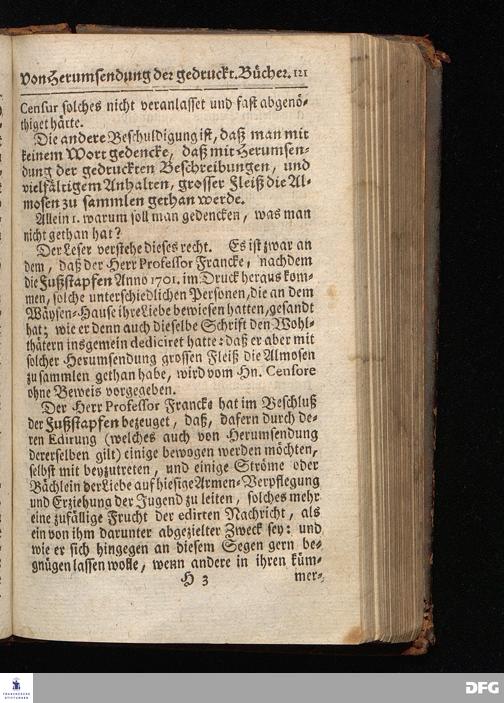 von Herumsendung der gedruckt. Bücher. 121
Censur solches nicht veranlasset und fast abgenö-
thiget hätte.
Die andere Beschuldigung ist, daß man mit
keinem Wort gedencke, daß mit Herumsen-
dung der gedruckten Beschreibungen, und
vielfältigem Anhalten, grosser Fleiß die Al-
mosen zu sammlen gethan werde.
Allein 1. warum soll man gedencken, was man
nicht gethan hat?
Der Leser verstehe dieses recht. Es ist zwar an
dem, daß der Herr Professor Francke, nachdem
die Fußstapfen Anno 1701. im Druck heraus kom-
men, solche unterschiedlichen Personen, die an dem
Wäysen-Hause ihre Liebe bewiesen hatten, gesandt
hat; wie er denn auch dieselbe Schrift den Wohl-
thätern insgemein dediciret hatte: daß er aber mit
solcher Herumsendung grossen Fleiß die Almosen
zu sammlen gethan habe, wird vom Hn. Censore
ohne Beweis vorgegeben.
Der Herr Professor Francke hat im Beschluß
der Fußstapfen bezeuget, daß, dafern durch de-
ren Edirung (welches auch von Herumsendung
dererselben gilt) einige bewogen werden möchten,
selbst mit beyzutreten, und einige Ströme oder
Bächlein der Liebe auf hiesige Armen-Verpflegung
und Erziehung der Jugend zu leiten, solches mehr
eine zufällige Frucht der edirten Nachricht, als
ein von ihm darunter abgezielter Zweck sey: und
wie er sich hingegen an diesem Segen gern be-
gnügen lassen wolle, wenn andere in ihren küm-
H 3 mer-
FRANCKESCHE
STIFTUNGEN
DFG